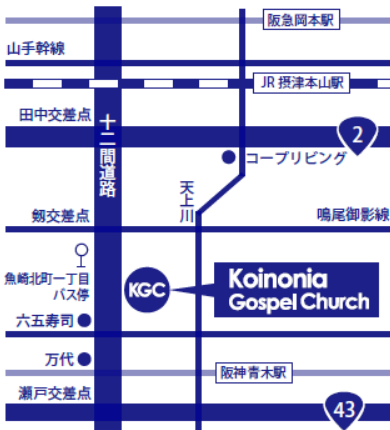 阪急岡本駅
山手幹線
JR 摂津本山駅
田中交差点
2
十二間道路
コープリビング
天上川
剱交差点
鳴尾御影線
魚崎北町一丁目
バス停
KGC
Koinonia
Gospel Church
六五寿司
万代
阪神青木駅
瀬戸交差点
43